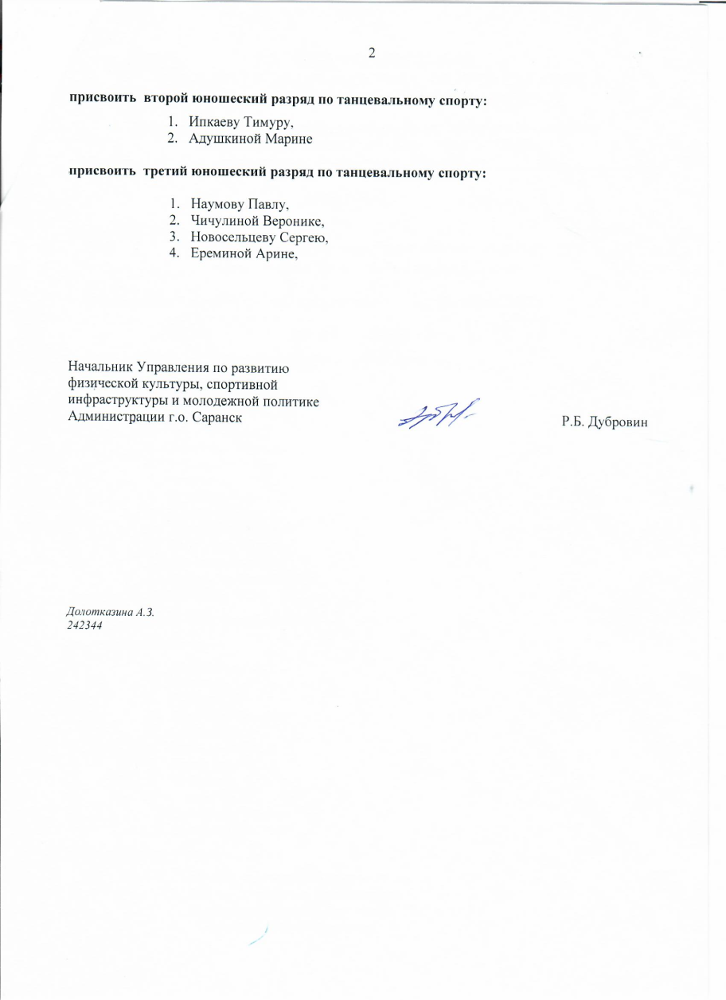 2
присвоить второй юношеский разряд по танцевальному спорту:
1. Ипкаеву Тимуру,
2. Адушкиной Марине
присвоить третий юношеский разряд по танцевальному спорту:
1. Наумову Павлу,
2. Чичулиной Веронике,
3. Новосельцеву Сергею,
4. Ереминой Арине,
Начальник Управления по развитию
физической культуры, спортивной
инфраструктуры и молодежной политике
Администрации г.о. Саранск
Р.Б. Дубровин
Долотказина А.З.
242344